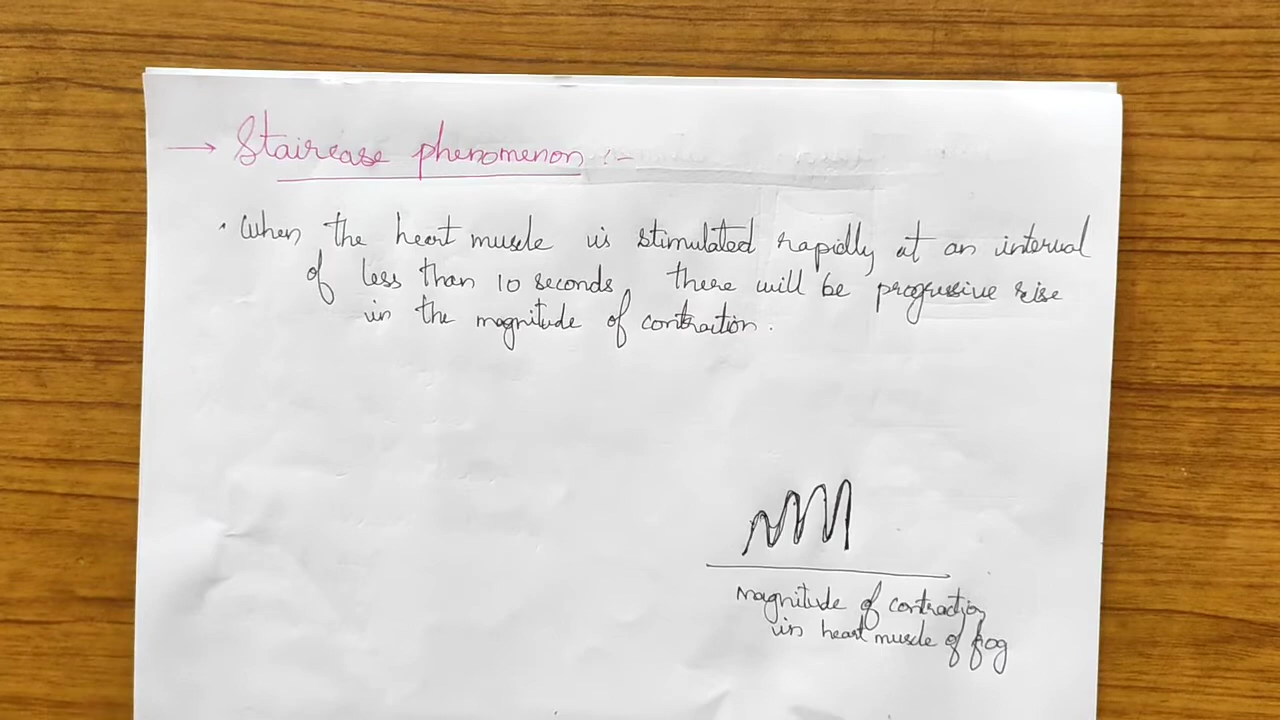 → Staircase phenomenon :-
• When the heart muscle is stimulated rapidly at an interval
of less than 10 seconds, there will be progressive rise
in the magnitude of contraction.
magnitude of contraction
in heart muscle of fog